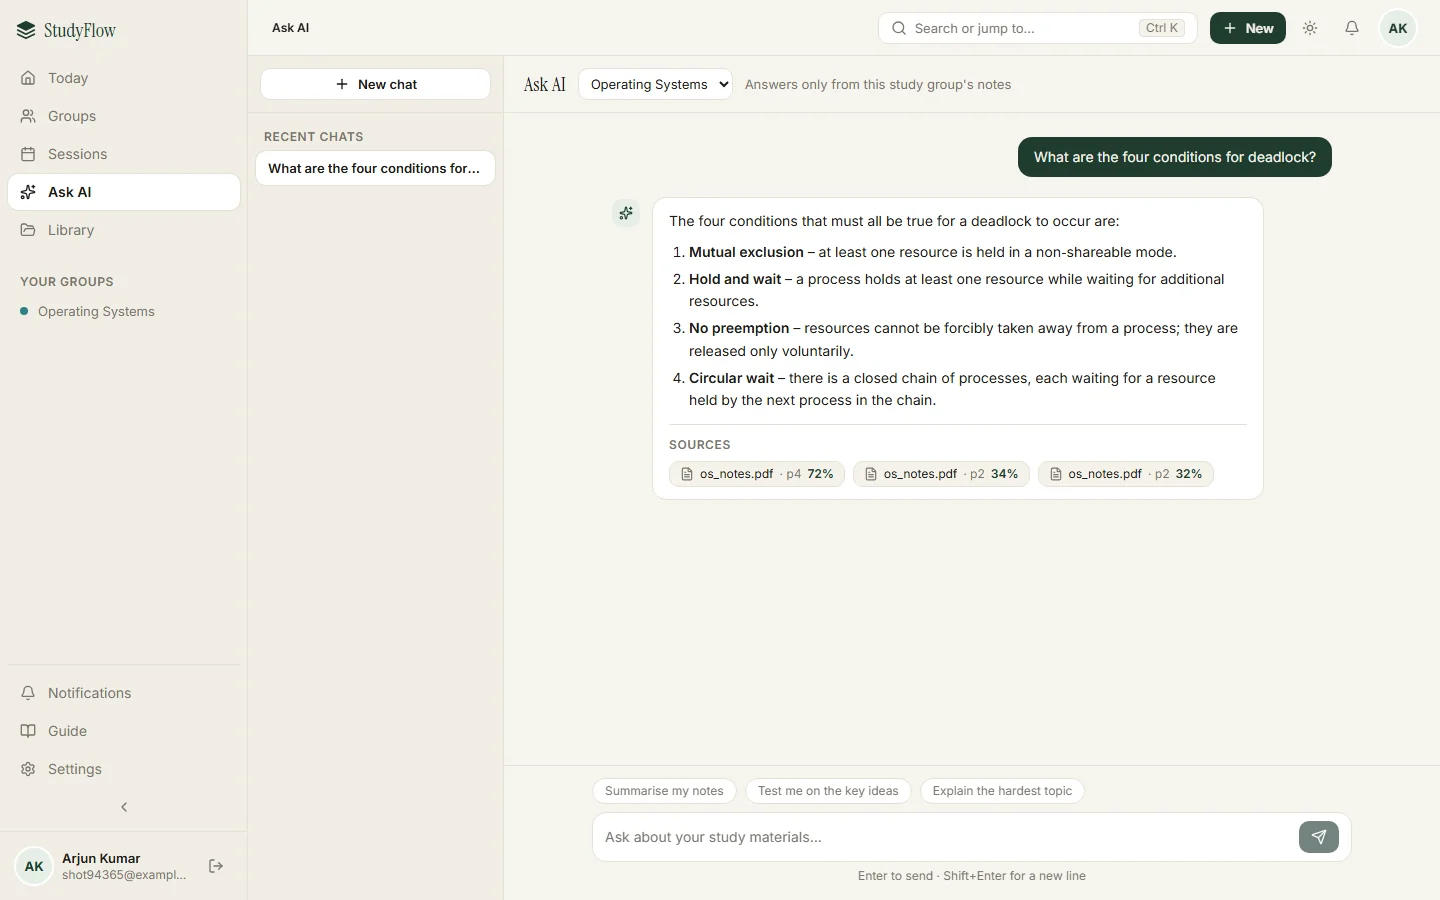 StudyFlow
Today
Groups
Sessions
Ask AI
Library
YOUR GROUPS
Operating Systems
Notifications
Guide
Settings
AK
Arjun Kumar
shot94365@exampl...
Ask AI
Search or jump to...
Ctrl K
New
AK
New chat
RECENT CHATS
What are the four conditions for...
Ask AI
Operating Systems
Answers only from this study group's notes
What are the four conditions for deadlock?
The four conditions that must all be true for a deadlock to occur are:
1. Mutual exclusion – at least one resource is held in a non-shareable mode.
2. Hold and wait – a process holds at least one resource while waiting for additional
resources.
3. No preemption – resources cannot be forcibly taken away from a process; they are
released only voluntarily.
4. Circular wait – there is a closed chain of processes, each waiting for a resource
held by the next process in the chain.
SOURCES
os_notes.pdf · p4 72%
os_notes.pdf · p2 34%
os_notes.pdf · p2 32%
Summarise my notes
Test me on the key ideas
Explain the hardest topic
Ask about your study materials...
Enter to send · Shift+Enter for a new line